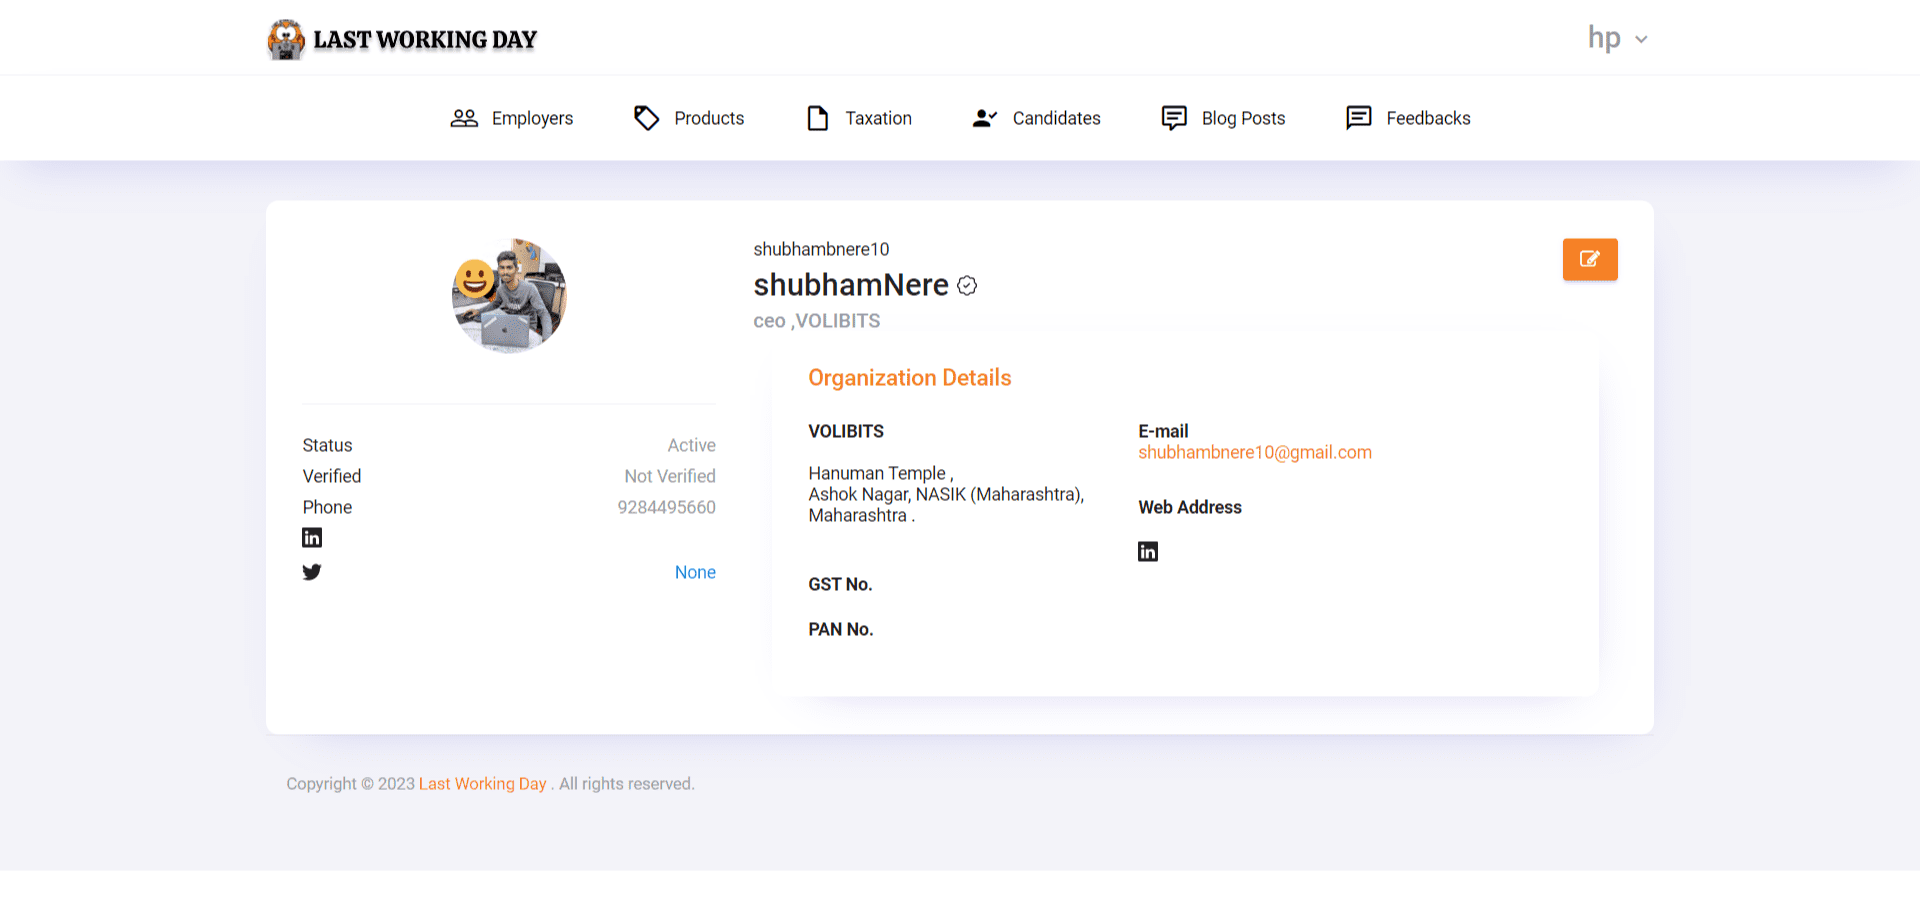 LAST WORKING DAY
hp
Employers
Products
Taxation
Candidates
Blog Posts
Feedbacks
shubhambnere10
shubhamNere
ceo ,VOLIBITS
Status Active
Verified Not Verified
Phone 9284495660
None
Organization Details
VOLIBITS
Hanuman Temple ,
Ashok Nagar, NASIK (Maharashtra),
Maharashtra .
GST No.
PAN No.
E-mail
shubhambnere10@gmail.com
Web Address
Copyright © 2023 Last Working Day . All rights reserved.